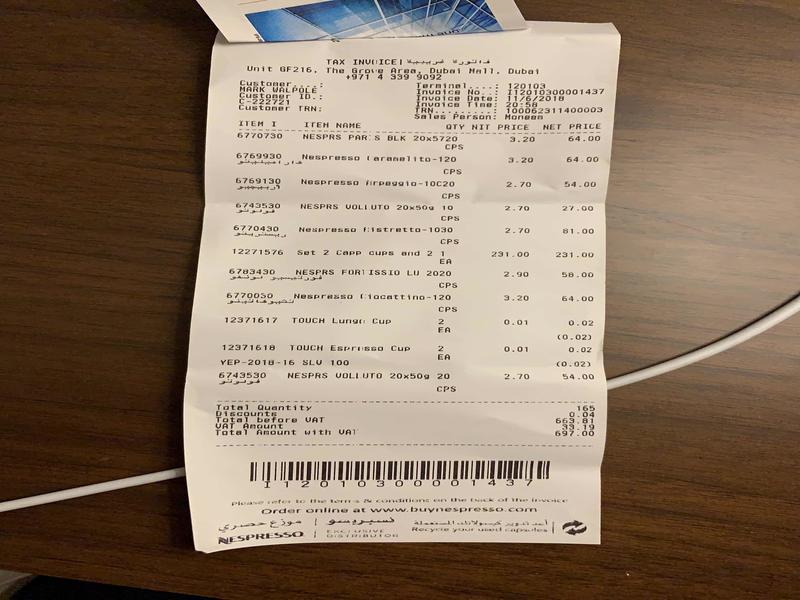 TAX INVOICE فاتورة ضريبية
Unit GF216, The Grove Area, Dubai Mall, Dubai
+971 4 339 9092
Customer....: Terminal....: 120103
MARK WALPOLE Invoice No..: I12010300001437
Customer ID.: Invoice Date: 11/6/2018
C-222721 Invoice Time: 20:58
Customer TRN: TRN.........: 100062311400003
Sales Person: Moneem
ITEM I ITEM NAME QTY NIT PRICE NET PRICE
6770730 NESPRS PARIS BLK 20x5720 3.20 64.00
CPS
6769930 Nespresso Caramelito-120 3.20 64.00
CPS
6769130 Nespresso Arpeggio-10C20 2.70 54.00
CPS
6743530 NESPRS VOLLUTO 20x50g 10 2.70 27.00
فولوتو CPS
6770430 Nespresso Ristretto-1030 2.70 81.00
ريستريتو CPS
12271576 Set 2 Capp cups and 2 1 231.00 231.00
EA
6783430 NESPRS FORTISSIO LU 2020 2.90 58.00
فورتيسيو لونغو CPS
6770030 Nespresso Ciocattino-120 3.20 64.00
CPS
12371617 TOUCH Lungo Cup 2 0.01 0.02
EA (0.02)
12371618 TOUCH Espresso Cup 2 0.01 0.02
EA
YEP-2018-16 SLV 100 (0.02)
6743530 NESPRS VOLLUTO 20x50g 20 2.70 54.00
فولوتو CPS
Total Quantity 165
Discounts 0.04
Total before VAT 663.81
VAT Amount 33.19
Total Amount with VAT 697.00
I12010300001437
Please refer to the terms & conditions on the back of the invoice
Order online at www.buynespresso.com
موزع حصري نسبريسو أعد تدوير كبسولاتك المستعملة
NESPRESSO EXCLUSIVE DISTRIBUTOR Recycle your used capsules